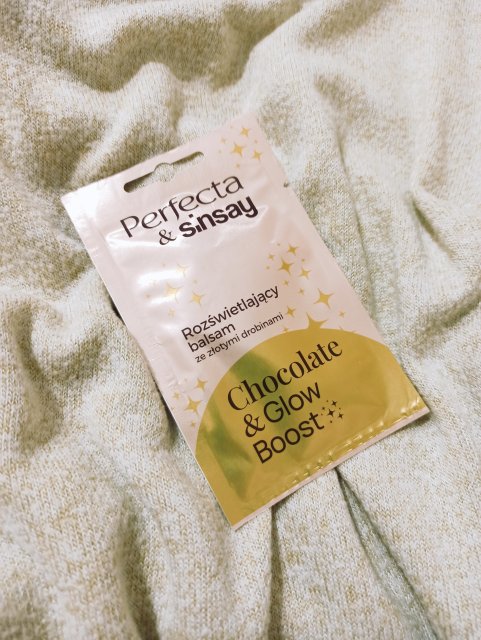 Perfecta
& sinsay
Rozświetlający
balsam
ze złotymi drobinami
Chocolate
& Glow
Boost